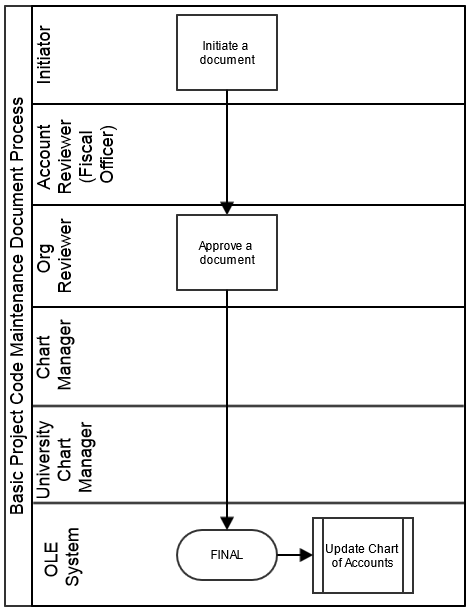 Basic Project Code Maintenance Document Process
Initiator
Initiate a
document
Account
Reviewer
(Fiscal
Officer)
Org
Reviewer
Approve a
document
Chart
Manager
University
Chart
Manager
OLE
System
FINAL
Update Chart
of Accounts